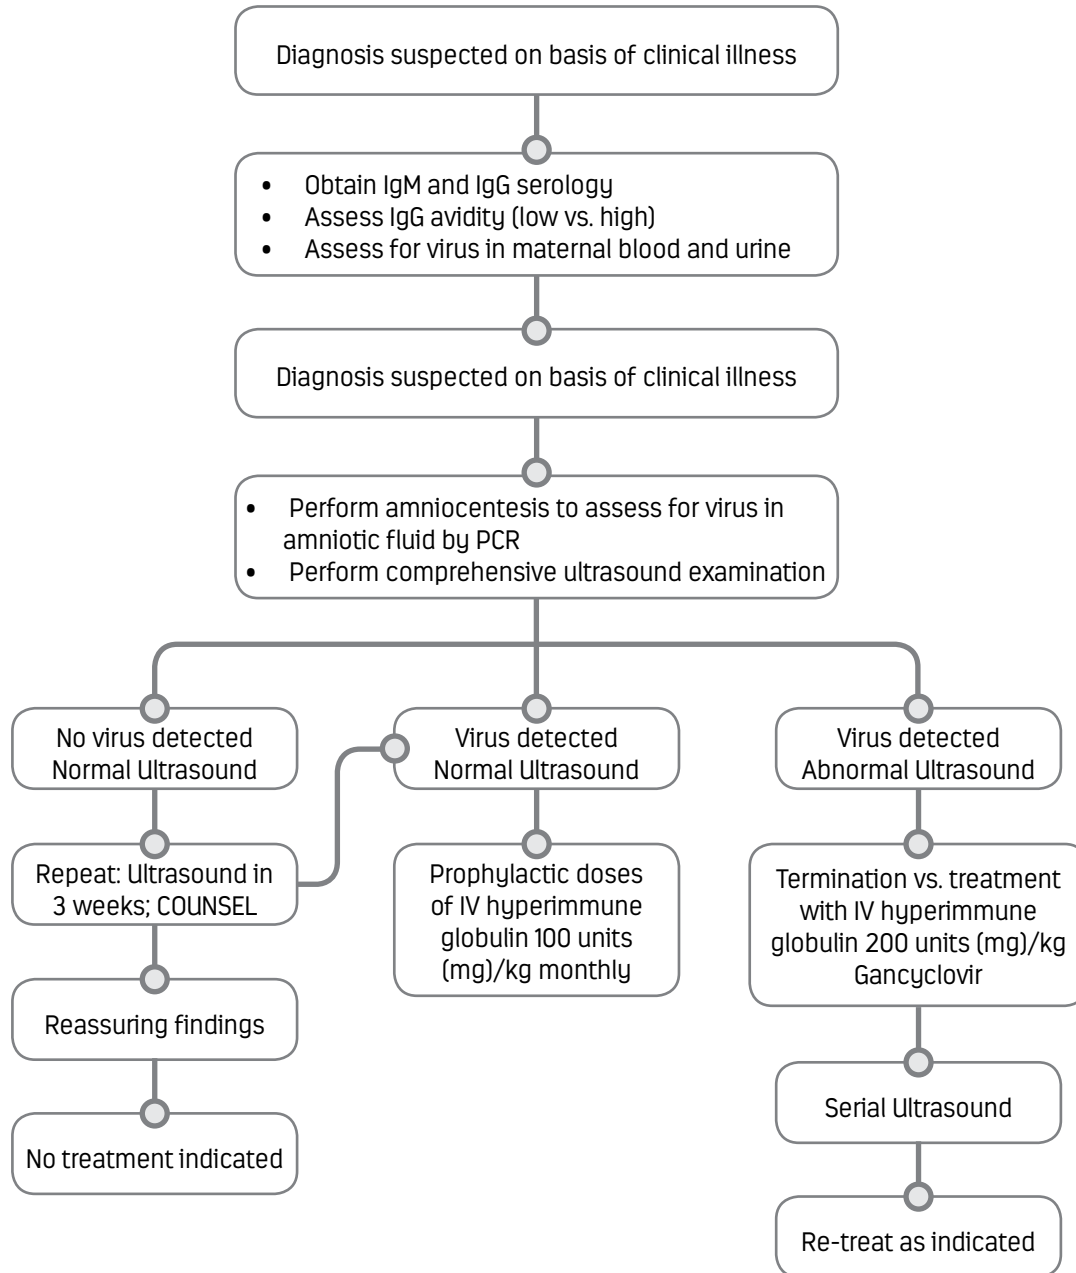 Diagnosis suspected on basis of clinical illness
• Obtain IgM and IgG serology
• Assess IgG avidity (low vs. high)
• Assess for virus in maternal blood and urine
Diagnosis suspected on basis of clinical illness
• Perform amniocentesis to assess for virus in
amniotic fluid by PCR
• Perform comprehensive ultrasound examination
No virus detected
Normal Ultrasound
Repeat: Ultrasound in
3 weeks; COUNSEL
Reassuring findings
No treatment indicated
Virus detected
Normal Ultrasound
Prophylactic doses
of IV hyperimmune
globulin 100 units
(mg)/kg monthly
Virus detected
Abnormal Ultrasound
Termination vs. treatment
with IV hyperimmune
globulin 200 units (mg)/kg
Gancyclovir
Serial Ultrasound
Re-treat as indicated